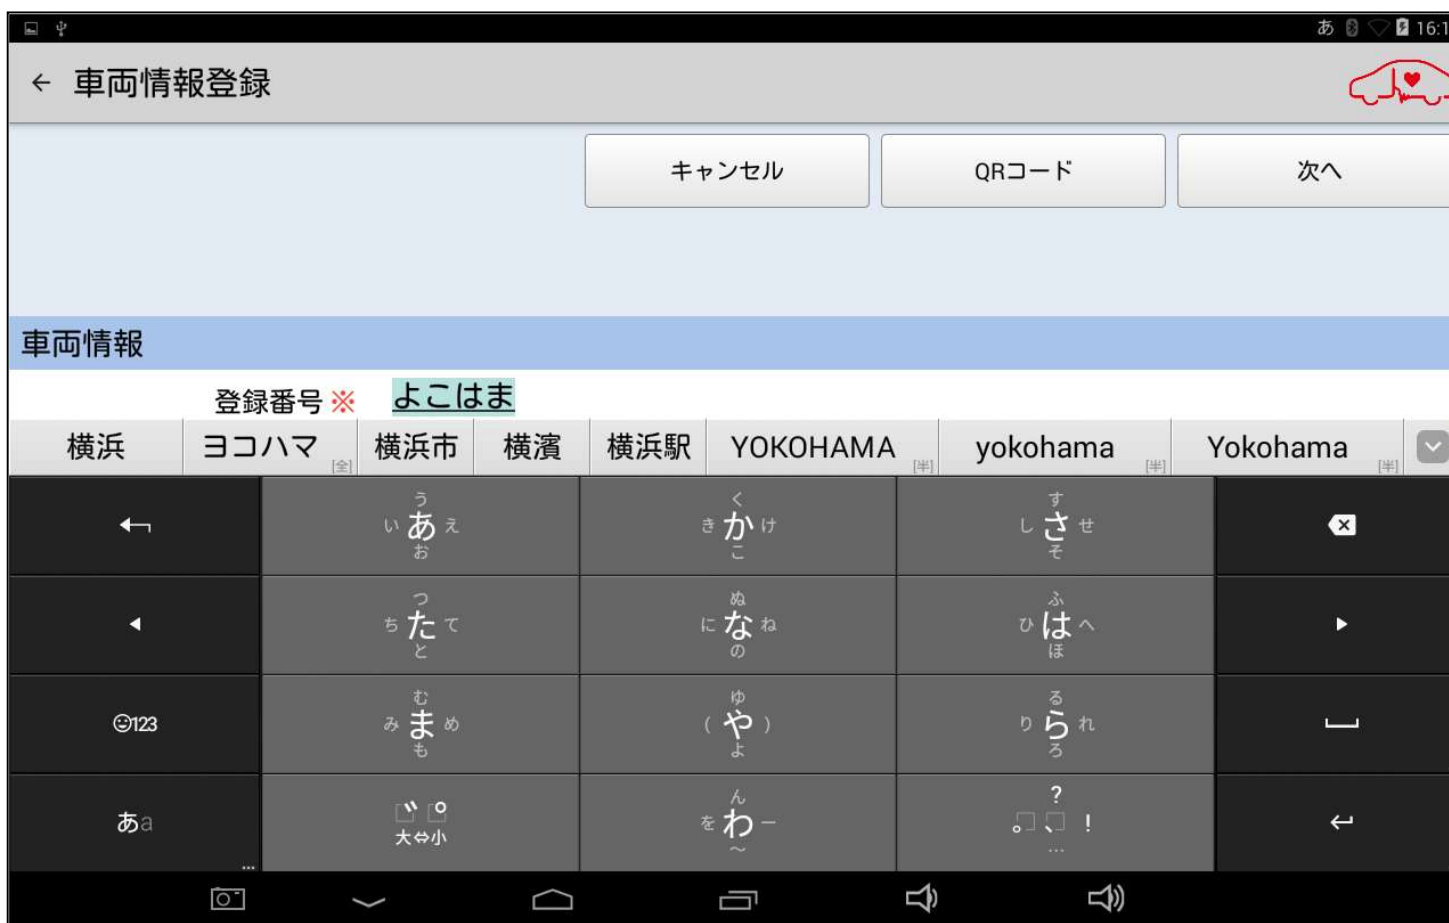 あ 16:1
車両情報登録
キャンセル QRコード 次へ
車両情報
登録番号※ よこはま
横浜 ヨコハマ [全] 横浜市 横濱 横浜駅 YOKOHAMA [半] yokohama [半] Yokohama [半]
う く す
い あ え き か け し さ せ
お こ そ
つ ぬ ふ
ち た て に な ね ひ は へ
と の ほ
む ゆ る
☺123 み ま め ( や ) り ら れ
も よ ろ
ん ?
あa 大⇔小 を わ ー 。 、 !
... 〜 ...